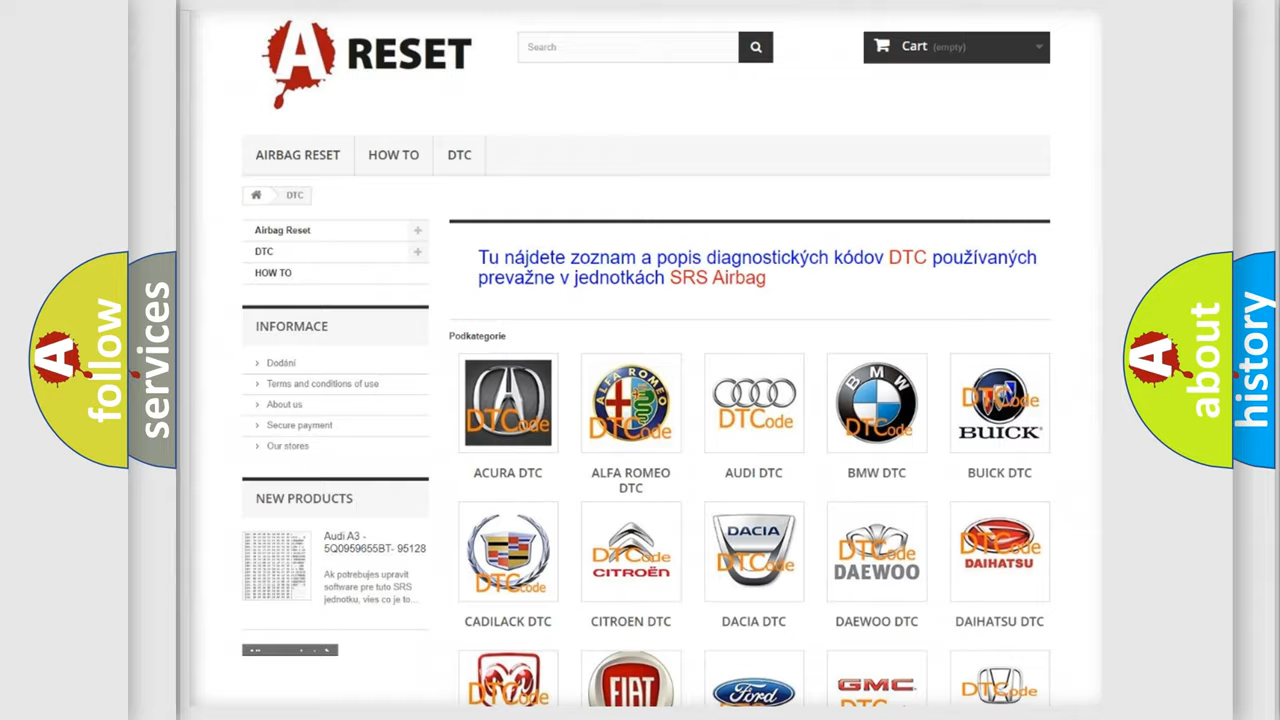 A RESET
Search
Cart (empty)
AIRBAG RESET
HOW TO
DTC
DTC
Airbag Reset
DTC
HOW TO
Tu nájdete zoznam a popis diagnostických kódov DTC používaných
prevažne v jednotkách SRS Airbag
INFORMACE
Dodání
Terms and conditions of use
About us
Secure payment
Our stores
NEW PRODUCTS
Audi A3 -
5Q0959655BT- 95128
Ak potrebujes upravit
software pre tuto SRS
jednotku, vies co je to...
Podkategorie
DTCode
ALFA ROMEO
DTCode
DTCode
BMW
DTCode
DTCode
BUICK
ACURA DTC
ALFA ROMEO
DTC
AUDI DTC
BMW DTC
BUICK DTC
DTCode
DTCode
CITROËN
DACIA
DTCode
DTCode
DAEWOO
DTCode
DAIHATSU
CADILACK DTC
CITROEN DTC
DACIA DTC
DAEWOO DTC
DAIHATSU DTC
DTCode
FIAT
Ford
GMC
DTCode
A follow
services
A about
history